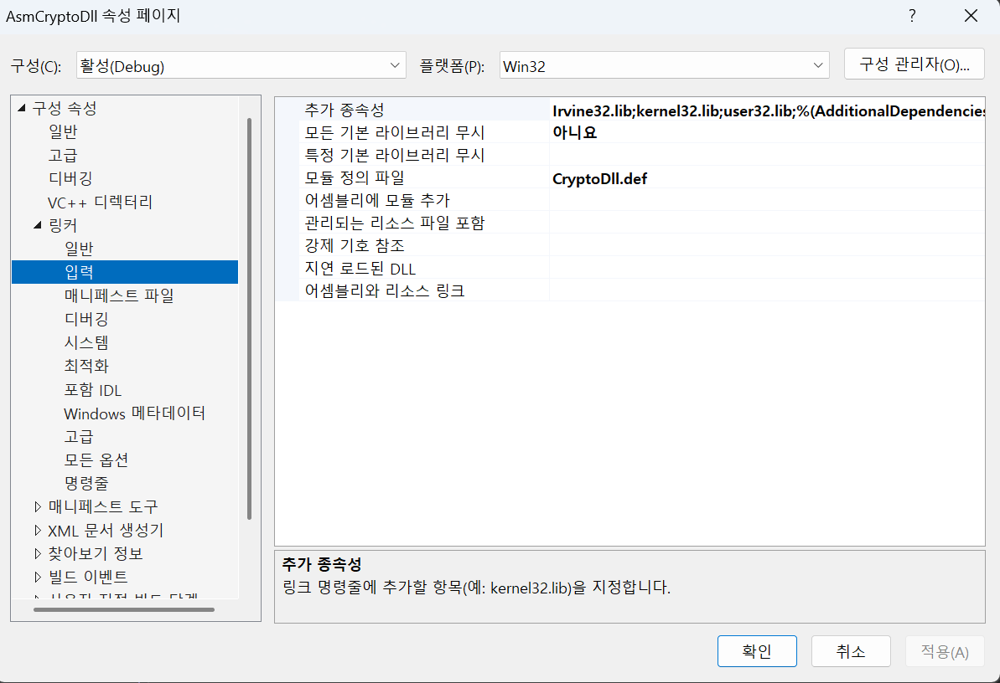 AsmCryptoDll 속성 페이지
?
구성(C):
활성(Debug)
플랫폼(P):
Win32
구성 관리자(O)...
구성 속성
일반
고급
디버깅
VC++ 디렉터리
링커
일반
입력
매니페스트 파일
디버깅
시스템
최적화
포함 IDL
Windows 메타데이터
고급
모든 옵션
명령줄
매니페스트 도구
XML 문서 생성기
찾아보기 정보
빌드 이벤트
사용자 지정 빌드 단계
추가 종속성 Irvine32.lib;kernel32.lib;user32.lib;%(AdditionalDependencies
모든 기본 라이브러리 무시 아니요
특정 기본 라이브러리 무시
모듈 정의 파일 CryptoDll.def
어셈블리에 모듈 추가
관리되는 리소스 파일 포함
강제 기호 참조
지연 로드된 DLL
어셈블리와 리소스 링크
추가 종속성
링크 명령줄에 추가할 항목(예: kernel32.lib)을 지정합니다.
확인
취소
적용(A)